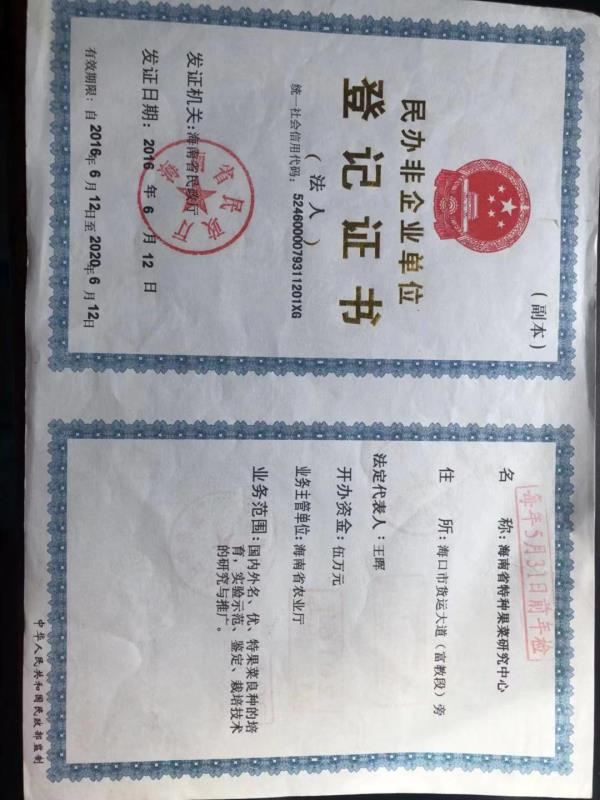 (副本)
民办非企业单位
登记证书
(法人)
统一社会信用代码：52460000793112​01XG
发证机关：海南省民政厅
发证日期：2016 年 6 月 12 日
有效期限：自2016年6月12日至2020年6月12日
每年5月31日前年检
名称：海南省特种果菜研究中心
住所：海口市货运大道（富教段）旁
法定代表人：王晖
开办资金：伍万元
业务主管单位：海南省农业厅
业务范围：国内外名、优、特果菜良种的培
育，实验示范、鉴定、栽培技术
的研究与推广。
中华人民共和国民政部监制